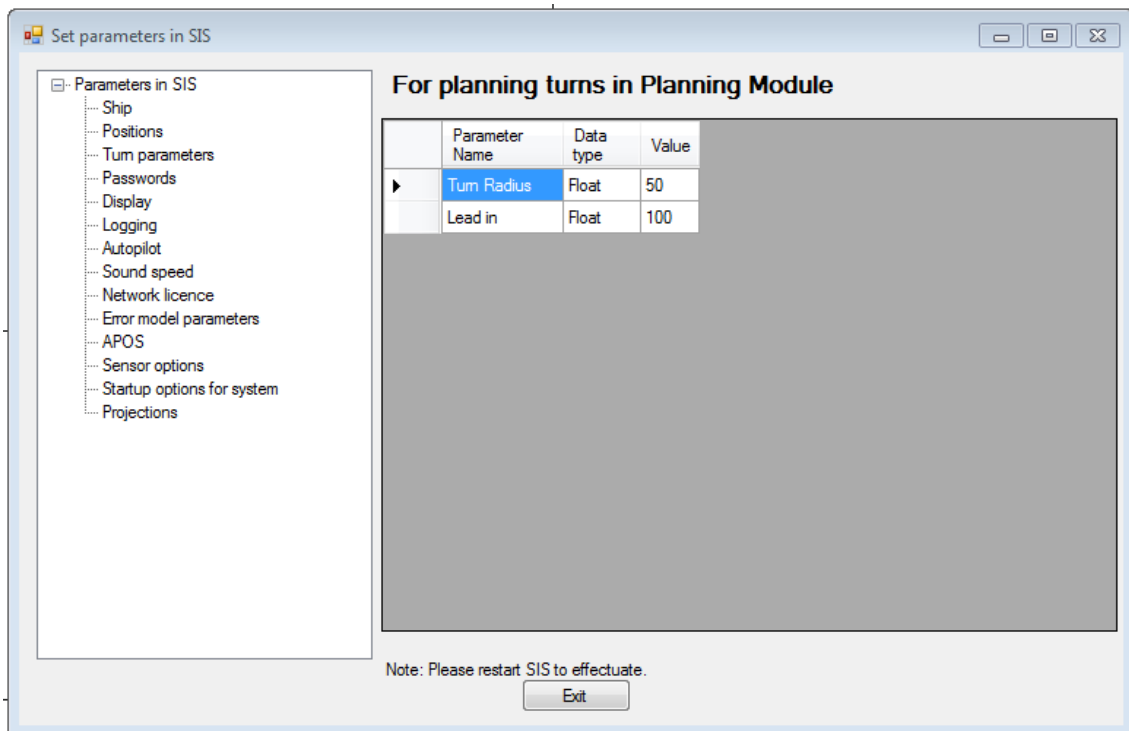 Set parameters in SIS
Parameters in SIS
Ship
Positions
Turn parameters
Passwords
Display
Logging
Autopilot
Sound speed
Network licence
Error model parameters
APOS
Sensor options
Startup options for system
Projections
For planning turns in Planning Module
Parameter Name Data type Value
Turn Radius Float 50
Lead in Float 100
Note: Please restart SIS to effectuate.
Exit